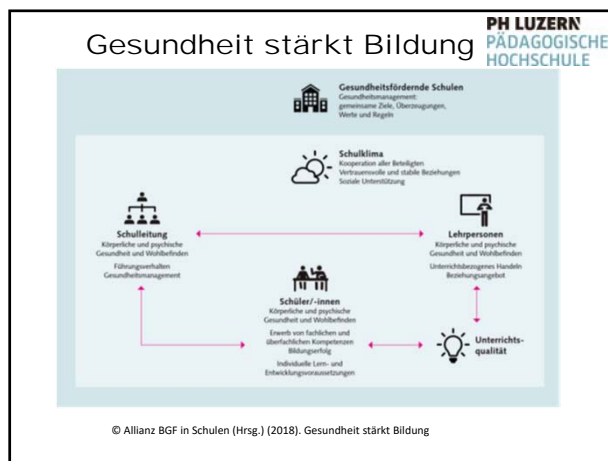 Gesundheit stärkt Bildung
PH LUZERN
PÄDAGOGISCHE
HOCHSCHULE
Gesundheitsfördernde Schulen
Gesundheitsmanagement:
gemeinsame Ziele, Überzeugungen,
Werte und Regeln
Schulklima
Kooperation aller Beteiligten
Vertrauensvolle und stabile Beziehungen
Soziale Unterstützung
Schulleitung
Körperliche und psychische
Gesundheit und Wohlbefinden
Führungsverhalten
Gesundheitsmanagement
Lehrpersonen
Körperliche und psychische
Gesundheit und Wohlbefinden
Unterrichtsbezogenes Handeln
Beziehungsangebot
Schüler/-innen
Körperliche und psychische
Gesundheit und Wohlbefinden
Erwerb von fachlichen und
überfachlichen Kompetenzen
Bildungserfolg
Individuelle Lern- und
Entwicklungsvoraussetzungen
Unterrichts-
qualität
© Allianz BGF in Schulen (Hrsg.) (2018). Gesundheit stärkt Bildung